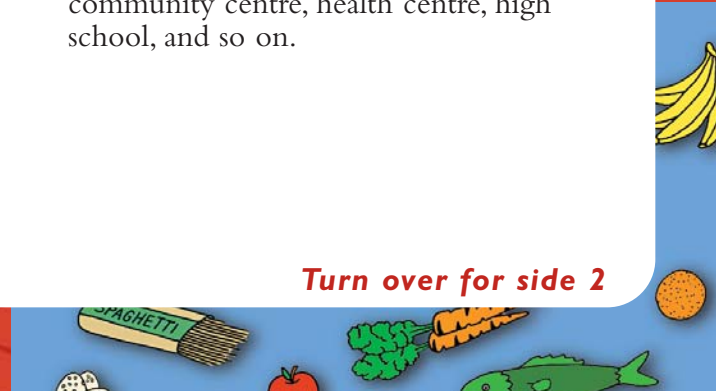 community centre, health centre, high
school, and so on.
Turn over for side 2
SPAGHETTI